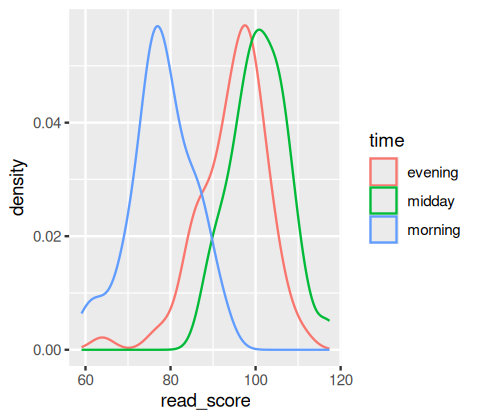 0.04
0.02
0.00
60 80 100 120
read_score
density
time
evening
midday
morning